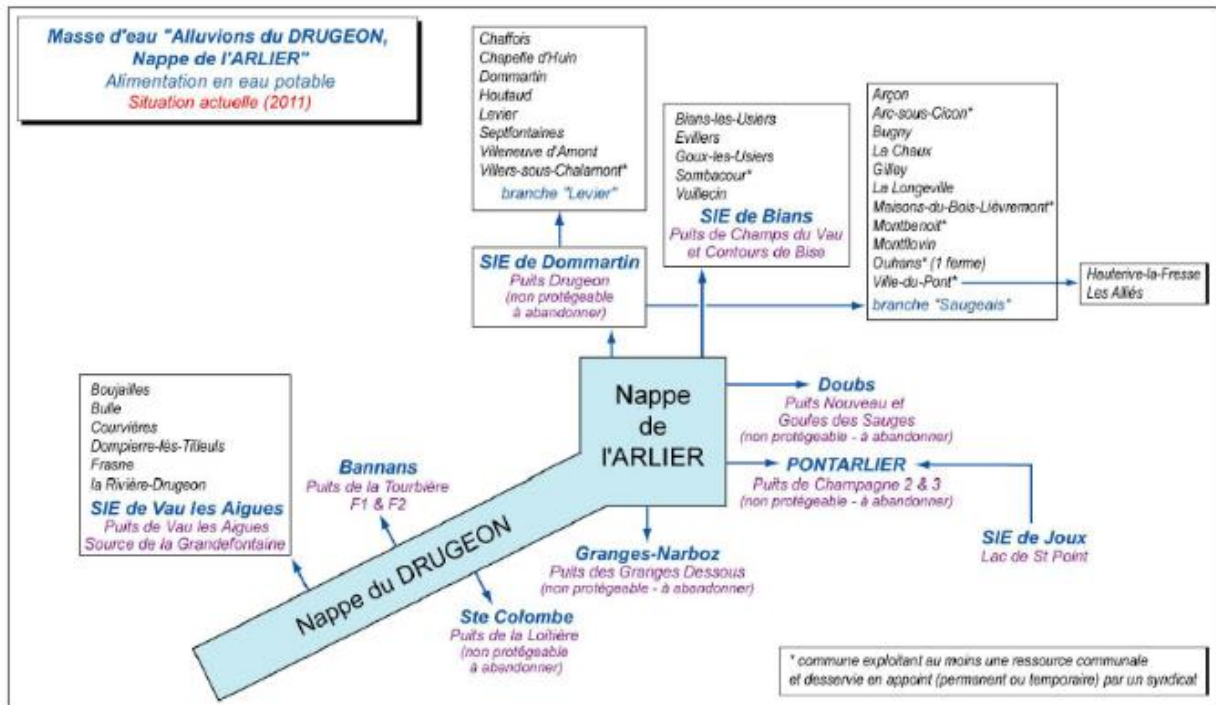 Masse d'eau "Alluvions du DRUGEON,
Nappe de l'ARLIER"
Alimentation en eau potable
Situation actuelle (2011)
Chaffois
Chapelle d'Huin
Dommartin
Houtaud
Levier
Septfontaines
Villeneuve d'Amont
Villers-sous-Chalamont*
branche "Levier"
Bians-les-Usiers
Evillers
Goux-les-Usiers
Sombacour*
Vuillecin
SIE de Bians
Puits de Champs du Vau
et Contours de Bise
Arçon
Arc-sous-Cicon*
Bugny
La Chaux
Gilley
La Longeville
Maisons-du-Bois-Lièvremont*
Montbenoit*
Montflovin
Ouhans* (1 ferme)
Ville-du-Pont*
branche "Saugeais"
Hauterive-la-Fresse
Les Alliés
SIE de Dommartin
Puits Drugeon
(non protégeable
à abandonner)
Nappe
de
l'ARLIER
Doubs
Puits Nouveau et
Goufes des Sauges
(non protégeable - à abandonner)
PONTARLIER
Puits de Champagne 2 & 3
(non protégeable - à abandonner)
SIE de Joux
Lac de St Point
Boujailles
Bulle
Courvières
Dompierre-lès-Tilleuls
Frasne
la Rivière-Drugeon
SIE de Vau les Aigues
Puits de Vau les Aigues
Source de la Grandefontaine
Bannans
Puits de la Tourbière
F1 & F2
Nappe du DRUGEON
Granges-Narboz
Puits des Granges Dessous
(non protégeable - à abandonner)
Ste Colombe
Puits de la Loitière
(non protégeable
à abandonner)
* commune exploitant au moins une ressource communale
et desservie en appoint (permanent ou temporaire) par un syndicat